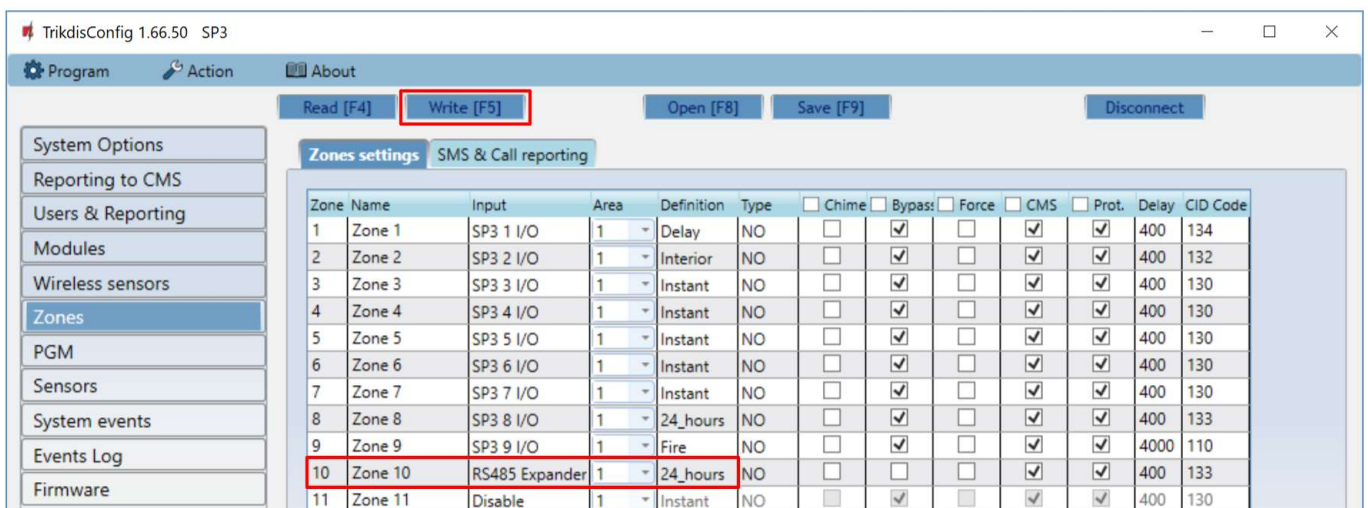 TrikdisConfig 1.66.50 SP3
Program Action About
Read [F4] Write [F5] Open [F8] Save [F9] Disconnect
System Options
Reporting to CMS
Users & Reporting
Modules
Wireless sensors
Zones
PGM
Sensors
System events
Events Log
Firmware
Zones settings SMS & Call reporting
Zone Name Input Area Definition Type Chime Bypass Force CMS Prot. Delay CID Code
1 Zone 1 SP3 1 I/O 1 Delay NO 400 134
2 Zone 2 SP3 2 I/O 1 Interior NO 400 132
3 Zone 3 SP3 3 I/O 1 Instant NO 400 130
4 Zone 4 SP3 4 I/O 1 Instant NO 400 130
5 Zone 5 SP3 5 I/O 1 Instant NO 400 130
6 Zone 6 SP3 6 I/O 1 Instant NO 400 130
7 Zone 7 SP3 7 I/O 1 Instant NO 400 130
8 Zone 8 SP3 8 I/O 1 24_hours NO 400 133
9 Zone 9 SP3 9 I/O 1 Fire NO 4000 110
10 Zone 10 RS485 Expander 1 24_hours NO 400 133
11 Zone 11 Disable 1 Instant NO 400 130